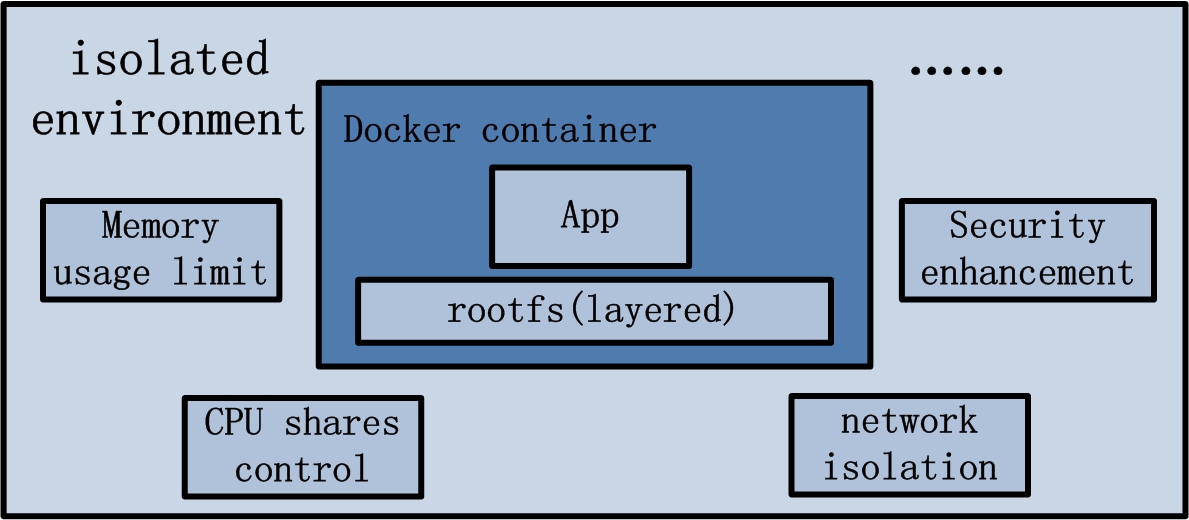 isolated
environment
……
Docker container
App
rootfs(layered)
Memory
usage limit
Security
enhancement
CPU shares
control
network
isolation